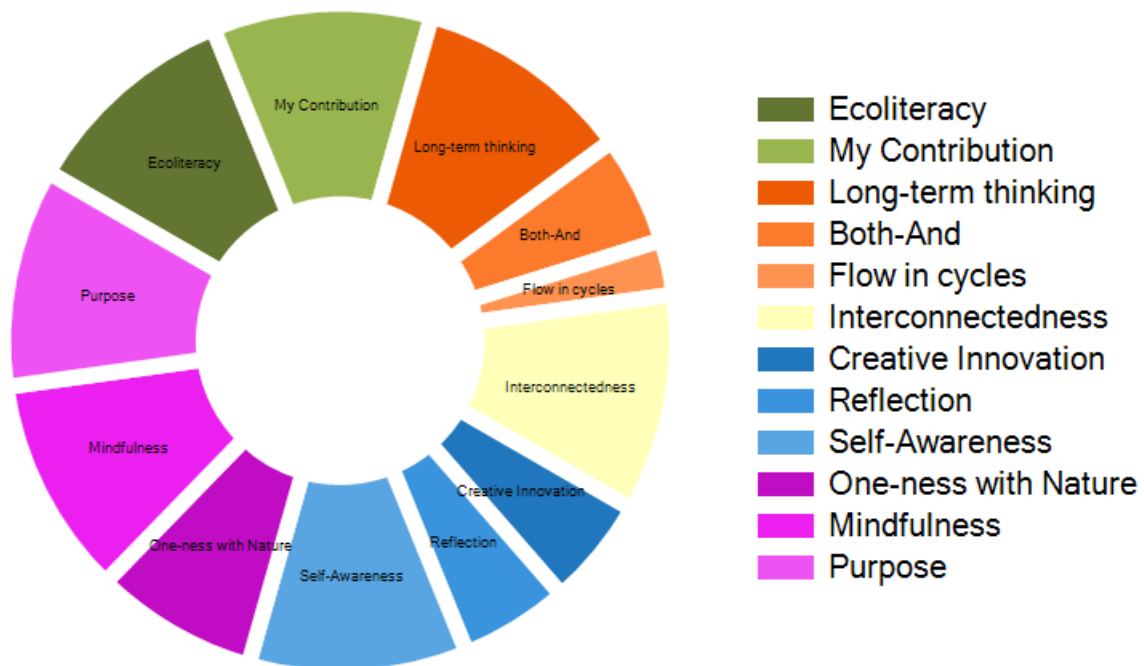 My Contribution
Ecoliteracy
Long-term thinking
Both-And
Flow in cycles
Purpose
Interconnectedness
Mindfulness
Creative Innovation
One-ness with Nature
Reflection
Self-Awareness
Ecoliteracy
My Contribution
Long-term thinking
Both-And
Flow in cycles
Interconnectedness
Creative Innovation
Reflection
Self-Awareness
One-ness with Nature
Mindfulness
Purpose